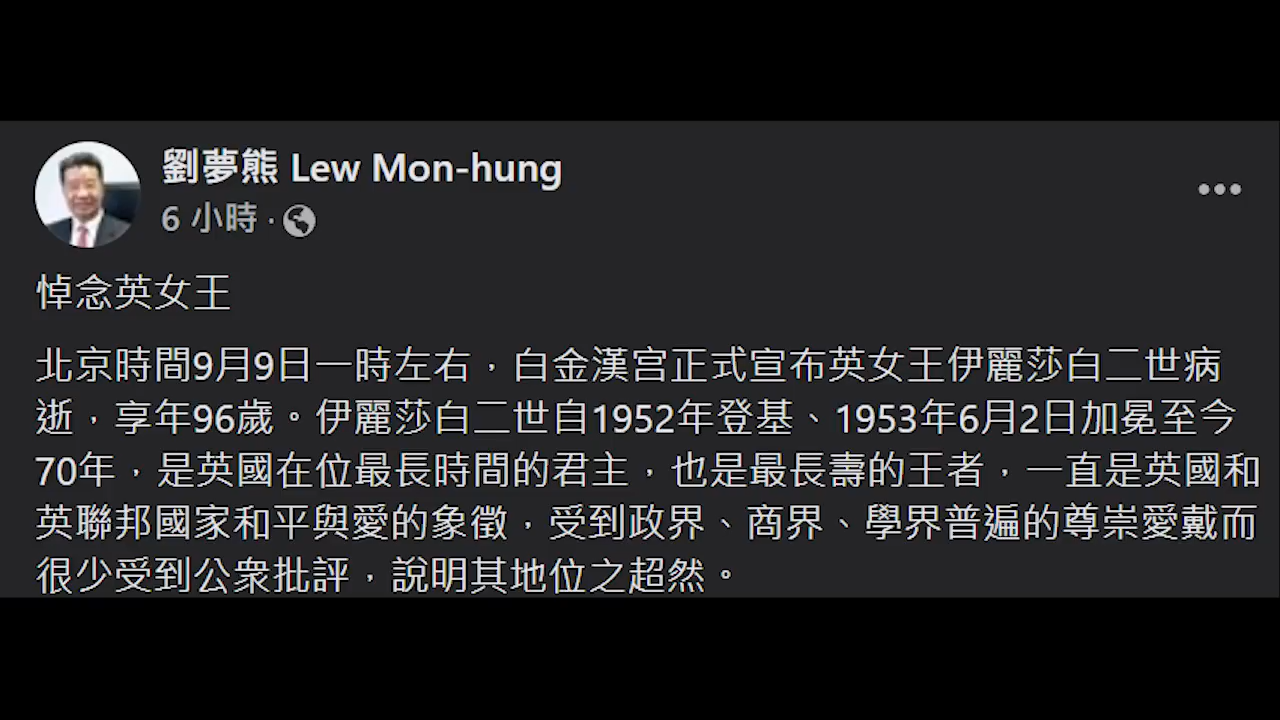 劉夢熊 Lew Mon-hung
6 小時 ·
悼念英女王
北京時間9月9日一時左右，白金漢宮正式宣布英女王伊麗莎白二世病
逝，享年96歲。伊麗莎白二世自1952年登基、1953年6月2日加冕至今
70年，是英國在位最長時間的君主，也是最長壽的王者，一直是英國和
英聯邦國家和平與愛的象徵，受到政界、商界、學界普遍的尊崇愛戴而
很少受到公衆批評，說明其地位之超然。